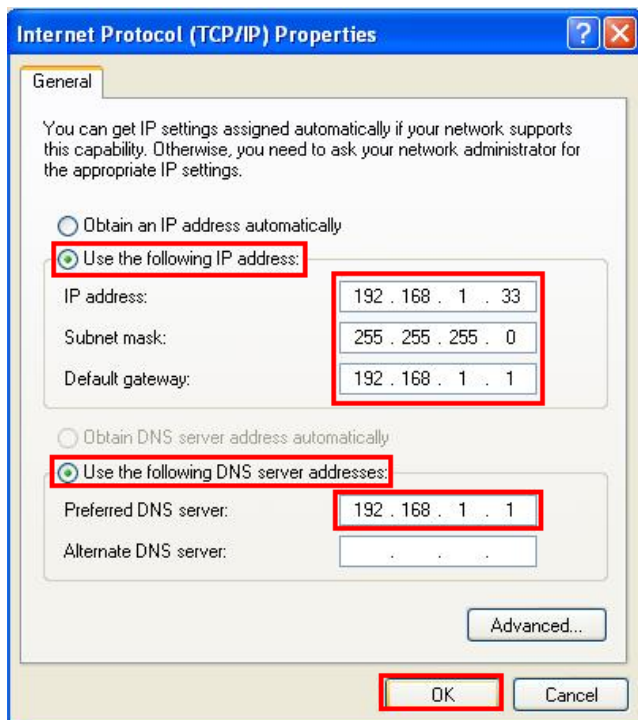 Internet Protocol (TCP/IP) Properties
General
You can get IP settings assigned automatically if your network supports
this capability. Otherwise, you need to ask your network administrator for
the appropriate IP settings.
Obtain an IP address automatically
Use the following IP address:
IP address: 192 . 168 . 1 . 33
Subnet mask: 255 . 255 . 255 . 0
Default gateway: 192 . 168 . 1 . 1
Obtain DNS server address automatically
Use the following DNS server addresses:
Preferred DNS server: 192 . 168 . 1 . 1
Alternate DNS server: . . .
Advanced...
OK Cancel